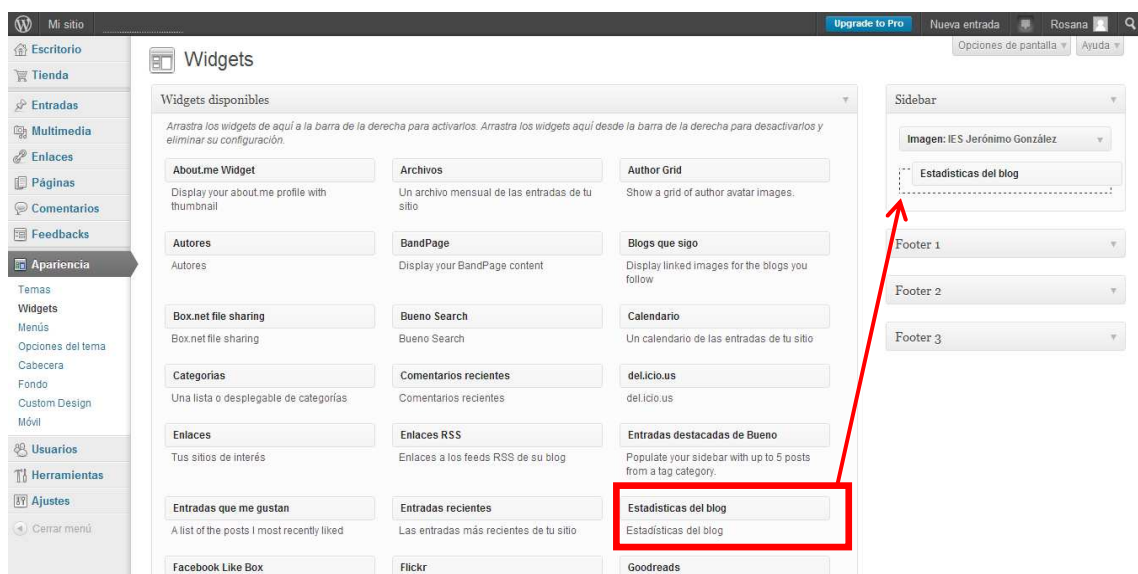 Mi sitio
Upgrade to Pro
Nueva entrada
Rosana
Opciones de pantalla
Ayuda
Escritorio
Tienda
Entradas
Multimedia
Enlaces
Páginas
Comentarios
Feedbacks
Apariencia
Temas
Widgets
Menús
Opciones del tema
Cabecera
Fondo
Custom Design
Móvil
Usuarios
Herramientas
Ajustes
Cerrar menú
Widgets
Widgets disponibles
Arrastra los widgets de aquí a la barra de la derecha para activarlos. Arrastra los widgets aquí desde la barra de la derecha para desactivarlos y
eliminar su configuración.
About.me Widget
Display your about.me profile with
thumbnail
Archivos
Un archivo mensual de las entradas de tu
sitio
Author Grid
Show a grid of author avatar images.
Autores
Autores
BandPage
Display your BandPage content
Blogs que sigo
Display linked images for the blogs you
follow
Box.net file sharing
Box.net file sharing
Bueno Search
Bueno Search
Calendario
Un calendario de las entradas de tu sitio
Categorías
Una lista o desplegable de categorías
Comentarios recientes
Comentarios recientes
del.icio.us
del.icio.us
Enlaces
Tus sitios de interés
Enlaces RSS
Enlaces a los feeds RSS de su blog
Entradas destacadas de Bueno
Populate your sidebar with up to 5 posts
from a tag category.
Entradas que me gustan
A list of the posts I most recently liked
Entradas recientes
Las entradas más recientes de tu sitio
Estadísticas del blog
Estadísticas del blog
Facebook Like Box
Flickr
Goodreads
Sidebar
Imagen: IES Jerónimo González
Estadísticas del blog
Footer 1
Footer 2
Footer 3